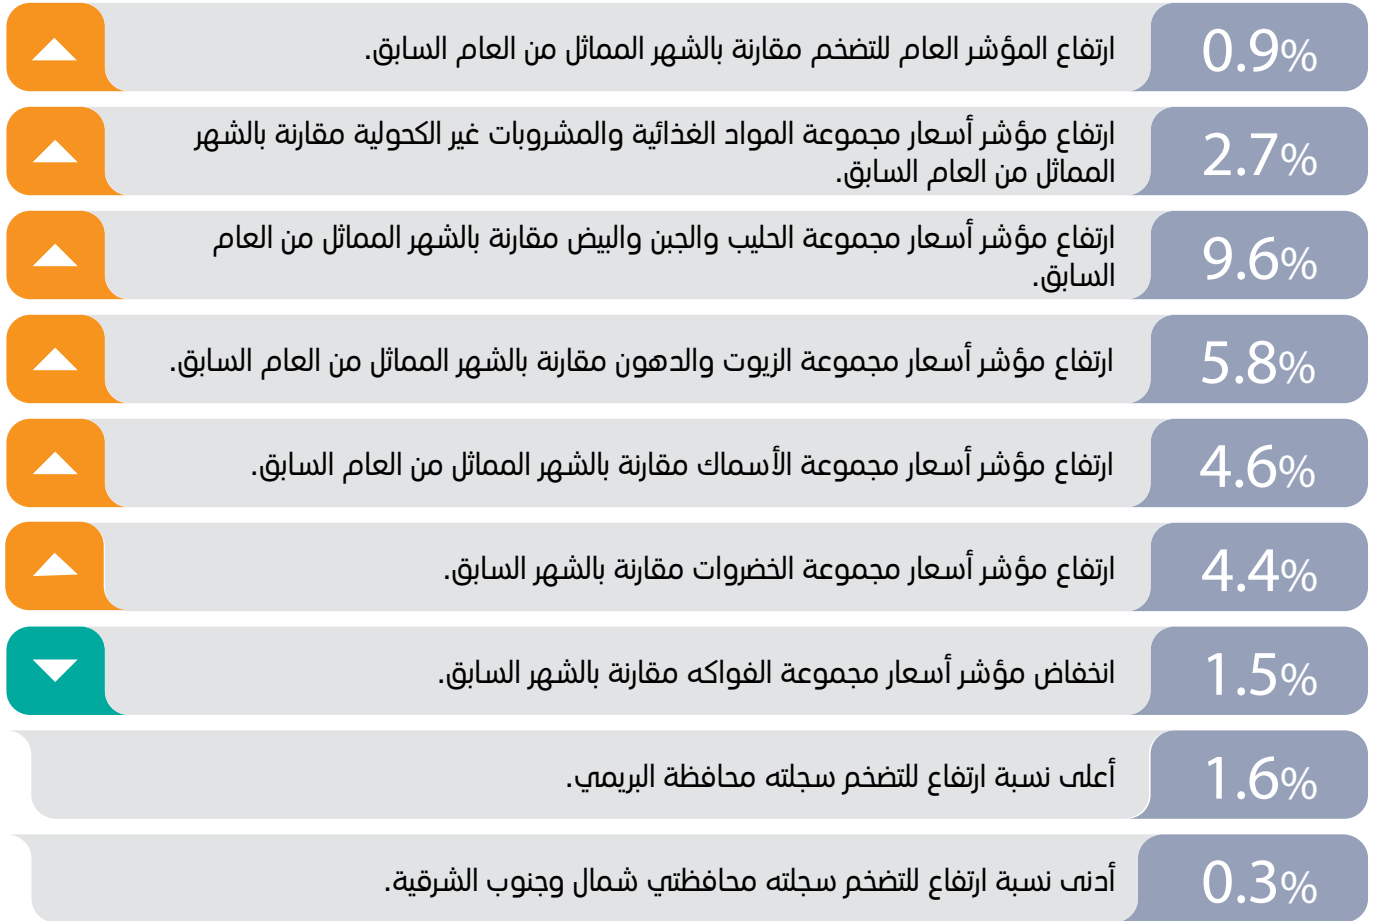 0.9%
ارتفاع المؤشر العام للتضخم مقارنة بالشهر المماثل من العام السابق.
2.7%
ارتفاع مؤشر أسعار مجموعة المواد الغذائية والمشروبات غير الكحولية مقارنة بالشهر
المماثل من العام السابق.
9.6%
ارتفاع مؤشر أسعار مجموعة الحليب والجبن والبيض مقارنة بالشهر المماثل من العام
السابق.
5.8%
ارتفاع مؤشر أسعار مجموعة الزيوت والدهون مقارنة بالشهر المماثل من العام السابق.
4.6%
ارتفاع مؤشر أسعار مجموعة الأسماك مقارنة بالشهر المماثل من العام السابق.
4.4%
ارتفاع مؤشر أسعار مجموعة الخضروات مقارنة بالشهر السابق.
1.5%
انخفاض مؤشر أسعار مجموعة الفواكه مقارنة بالشهر السابق.
1.6%
أعلى نسبة ارتفاع للتضخم سجلته محافظة البريمي.
0.3%
أدنى نسبة ارتفاع للتضخم سجلته محافظتي شمال وجنوب الشرقية.